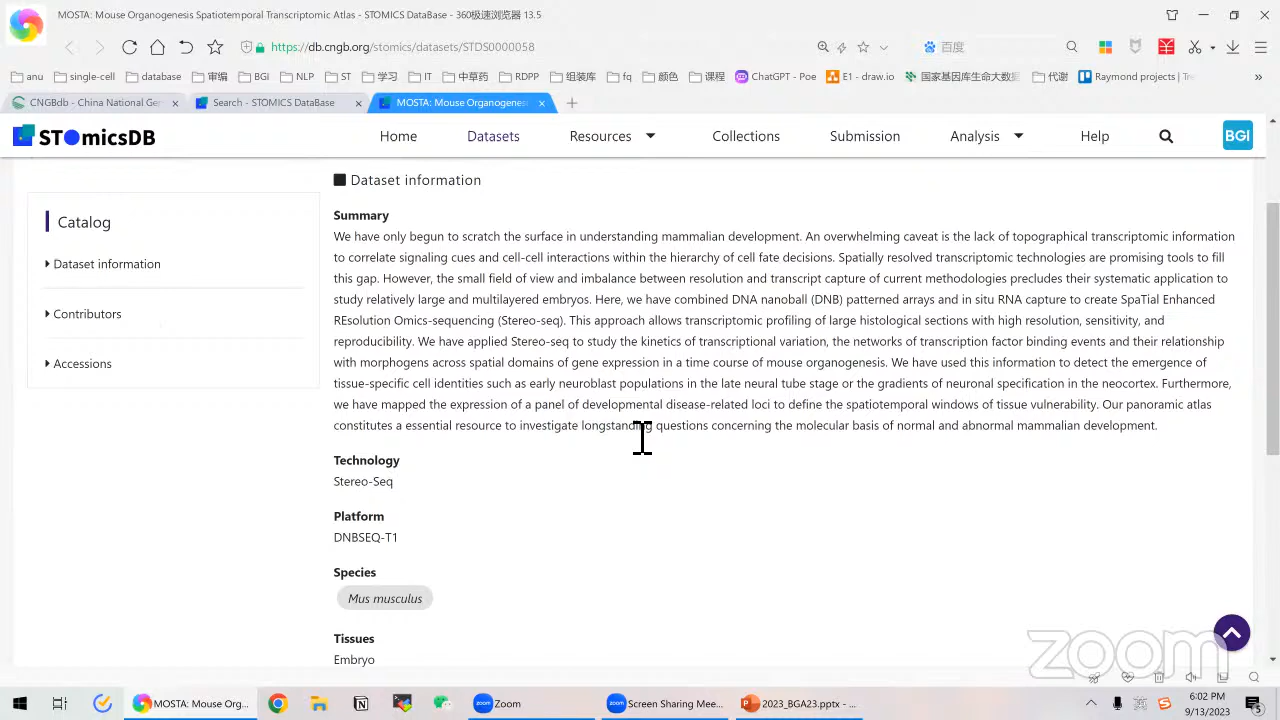 MOSTA: Mouse Organogenesis Spatiotemporal Transcriptomic Atlas - STOMICS DataBase - 360极速浏览器 13.5
https://db.cngb.org/stomics/datasets/STDS0000058
百度
anu single-cell database 审编 BGI NLP ST 学习 IT 中草药 RDPP 组装库 fq 颜色 课程 ChatGPT - Poe E1 - draw.io 国家基因库生命大数据 代谢 Raymond projects | Tre »
CNGBdb - China National Ger × Search - STOMICS DataBase × MOSTA: Mouse Organogenes ×
STOmicsDB Home Datasets Resources Collections Submission Analysis Help BGI
Dataset information
Catalog
Dataset information
Contributors
Accessions
Summary
We have only begun to scratch the surface in understanding mammalian development. An overwhelming caveat is the lack of topographical transcriptomic information
to correlate signaling cues and cell-cell interactions within the hierarchy of cell fate decisions. Spatially resolved transcriptomic technologies are promising tools to fill
this gap. However, the small field of view and imbalance between resolution and transcript capture of current methodologies precludes their systematic application to
study relatively large and multilayered embryos. Here, we have combined DNA nanoball (DNB) patterned arrays and in situ RNA capture to create SpaTial Enhanced
REsolution Omics-sequencing (Stereo-seq). This approach allows transcriptomic profiling of large histological sections with high resolution, sensitivity, and
reproducibility. We have applied Stereo-seq to study the kinetics of transcriptional variation, the networks of transcription factor binding events and their relationship
with morphogens across spatial domains of gene expression in a time course of mouse organogenesis. We have used this information to detect the emergence of
tissue-specific cell identities such as early neuroblast populations in the late neural tube stage or the gradients of neuronal specification in the neocortex. Furthermore,
we have mapped the expression of a panel of developmental disease-related loci to define the spatiotemporal windows of tissue vulnerability. Our panoramic atlas
constitutes a essential resource to investigate longstanding questions concerning the molecular basis of normal and abnormal mammalian development.
Technology
Stereo-Seq
Platform
DNBSEQ-T1
Species
Mus musculus
Tissues
Embryo
zoom
MOSTA: Mouse Org... Zoom Screen Sharing Mee... 2023_BGA23.pptx - ...
6:02 PM
9/13/2023
5